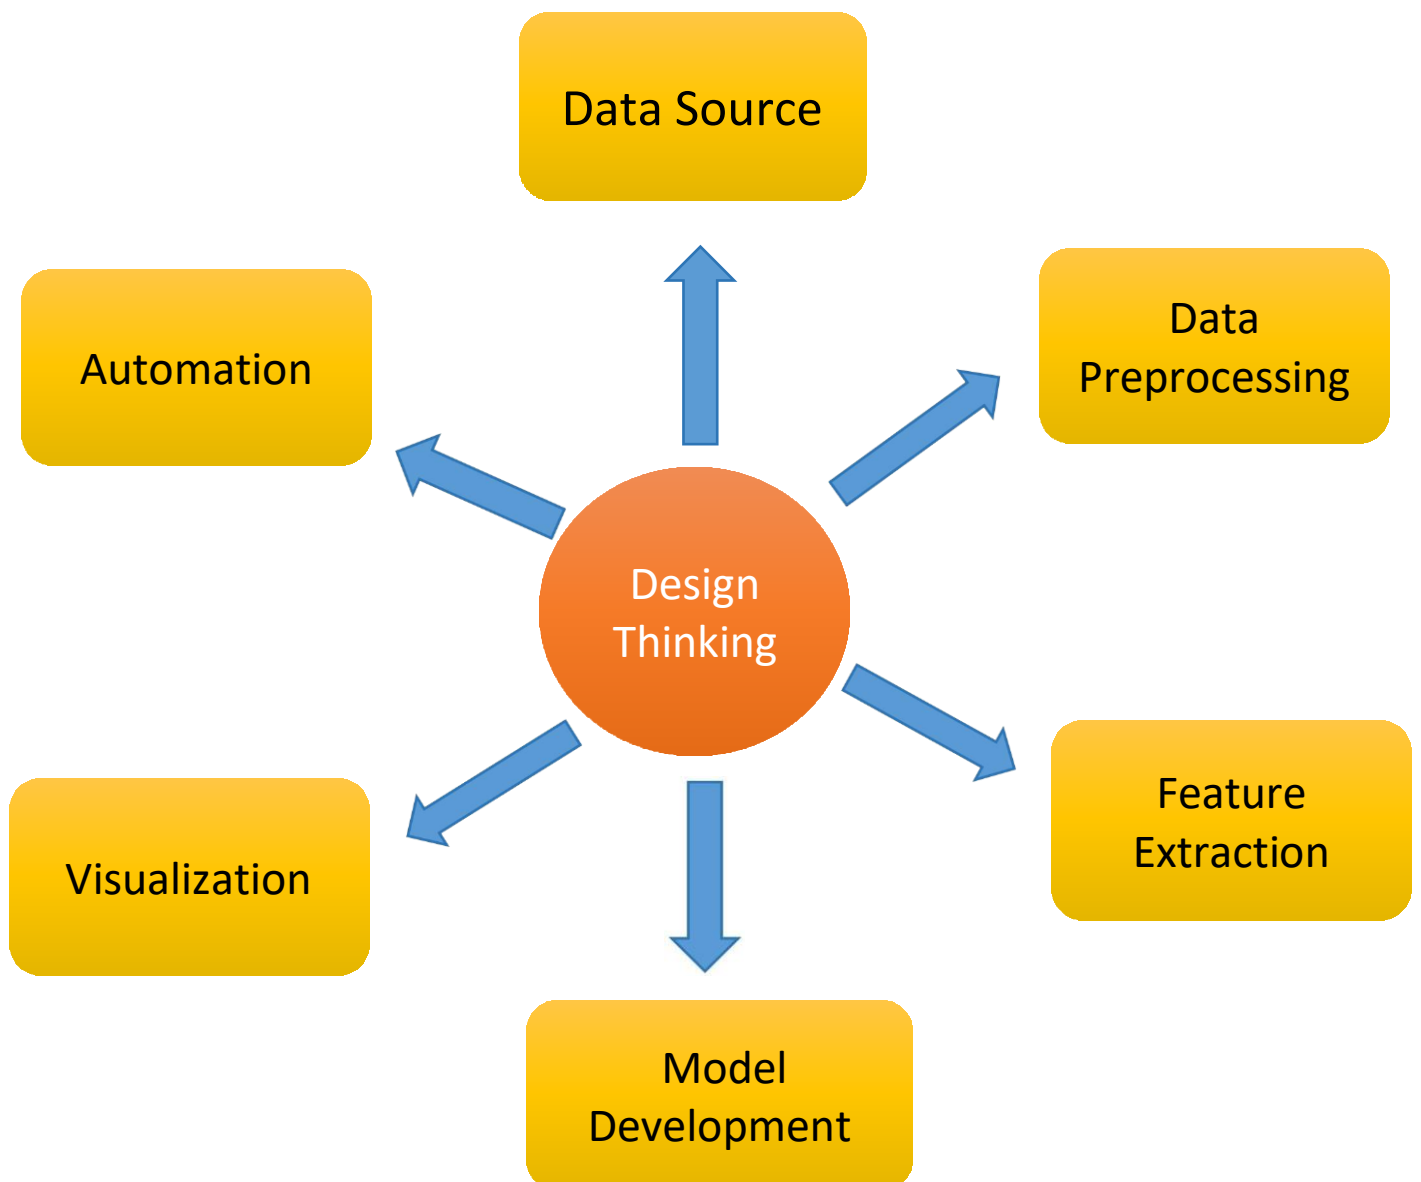 Data Source
Data
Preprocessing
Automation
Design
Thinking
Feature
Extraction
Visualization
Model
Development